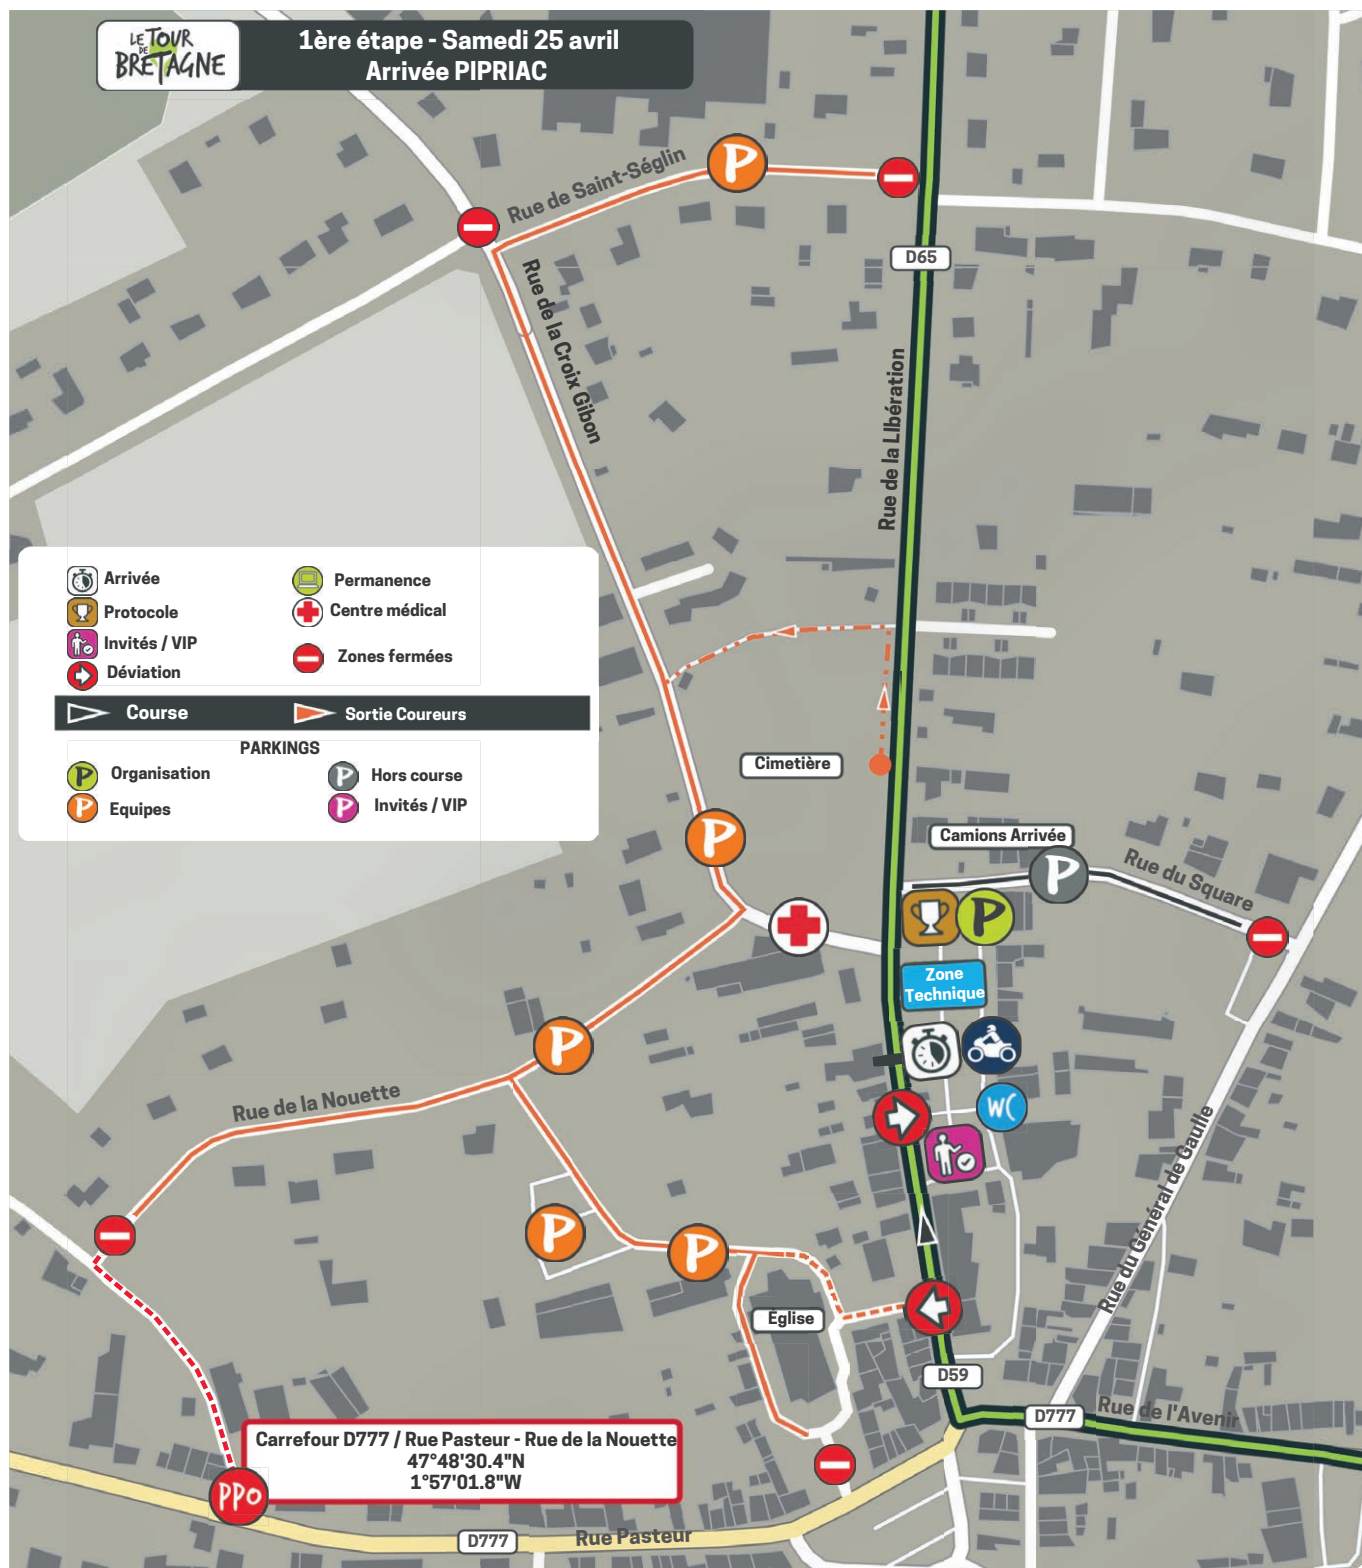 LE TOUR
DE
BRETAGNE
1ère étape - Samedi 25 avril
Arrivée PIPRIAC
P
Rue de Saint-Séglin
D65
Rue de la Croix Gibon
Rue de la LIbération
Arrivée
Permanence
Protocole
Centre médical
Invités / VIP
Zones fermées
Déviation
Course
Sortie Coureurs
PARKINGS
P
Organisation
P
Hors course
P
Equipes
P
Invités / VIP
Cimetière
P
Camions Arrivée
P
Rue du Square
P
Zone
Technique
P
Rue de la Nouette
WC
Rue du Général de Gaulle
P
P
Église
D59
D777
Rue de l'Avenir
Carrefour D777 / Rue Pasteur - Rue de la Nouette
47°48'30.4"N
1°57'01.8"W
PPO
D777
Rue Pasteur